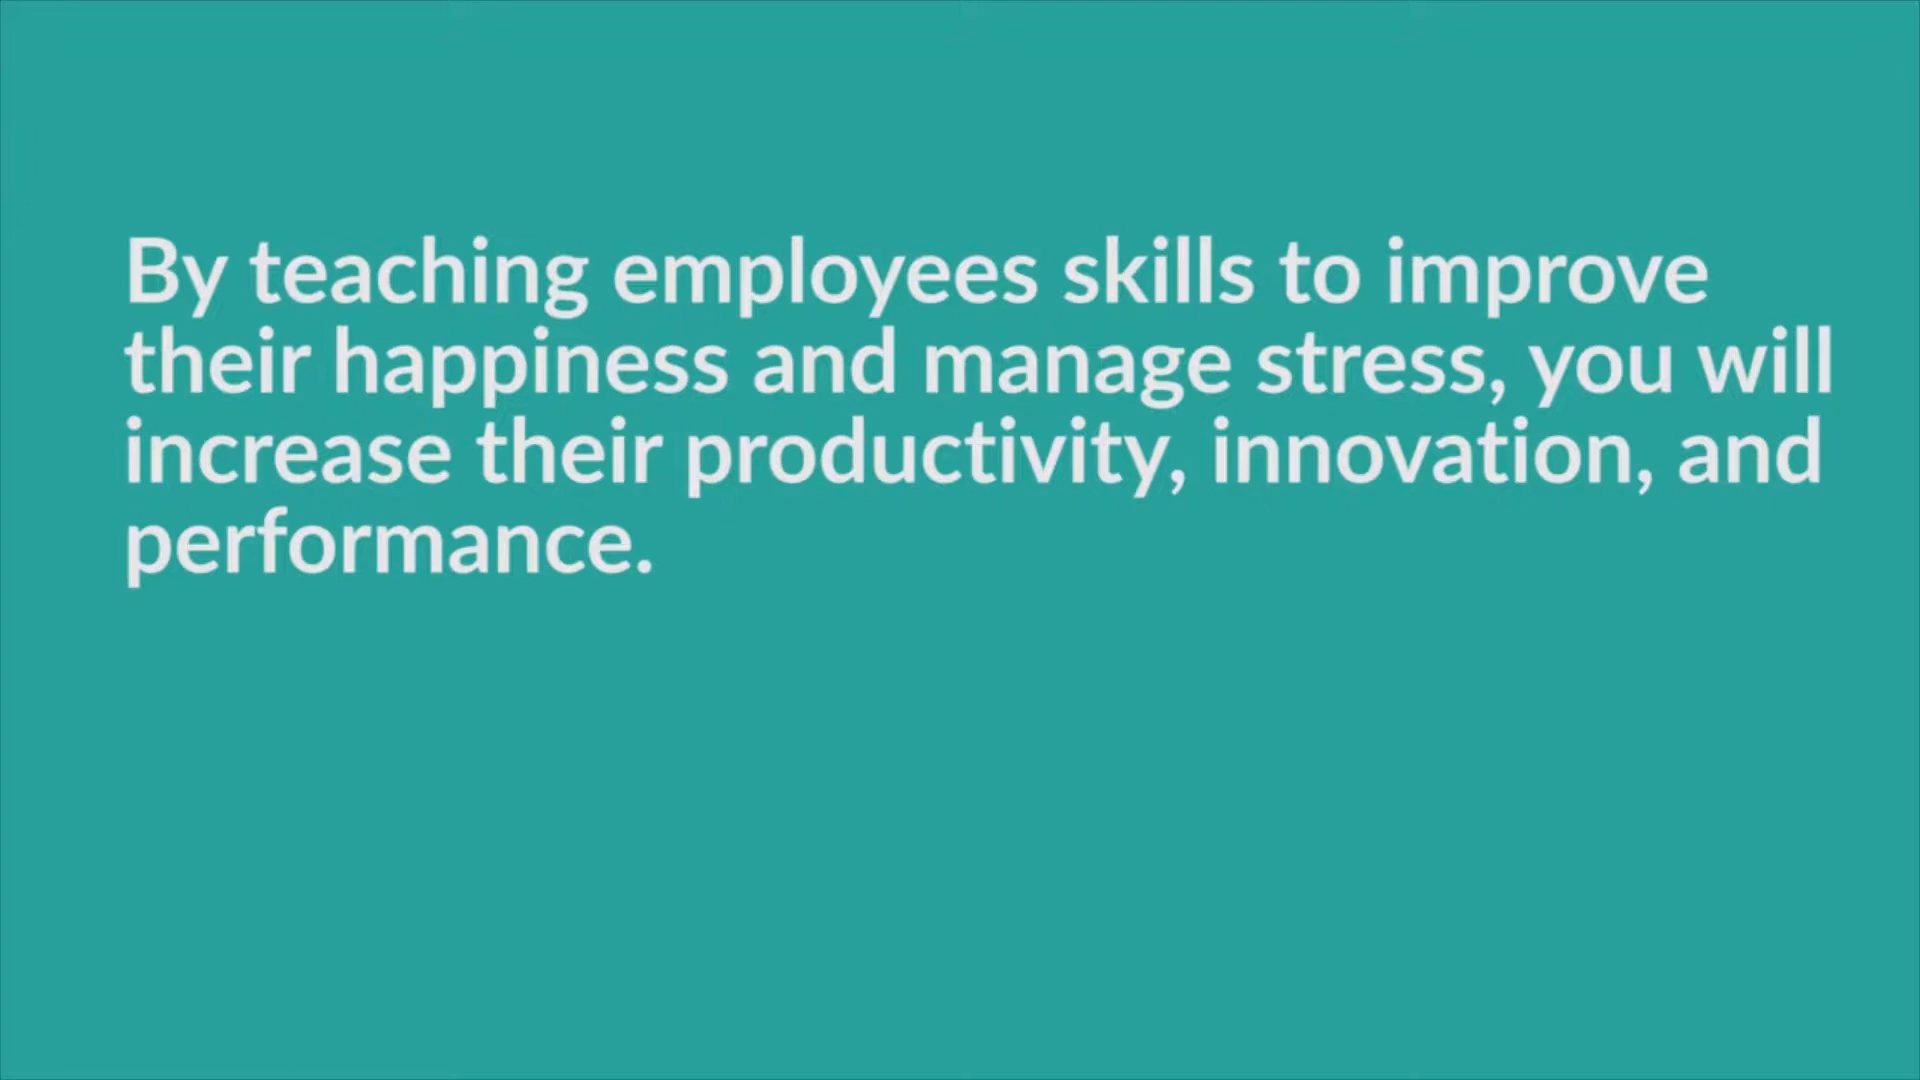 By teaching employees skills to improve
their happiness and manage stress, you will
increase their productivity, innovation, and
performance.